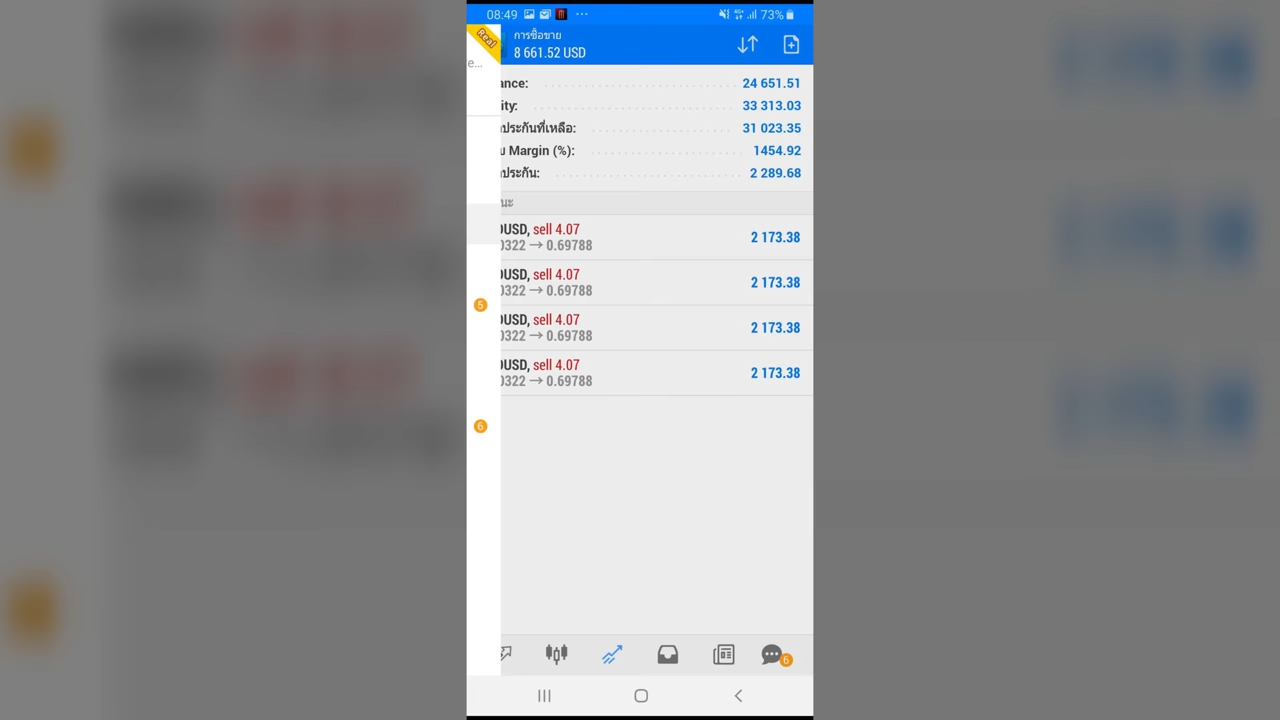 08:49 ... 73%
Real
การซื้อขาย
8 661.52 USD
e...
ance: 24 651.51
ity: 33 313.03
ประกันที่เหลือ: 31 023.35
Margin (%): 1454.92
ประกัน: 2 289.68
นะ
DUSD, sell 4.07
0322 → 0.69788 2 173.38
DUSD, sell 4.07
0322 → 0.69788 2 173.38
5
DUSD, sell 4.07
0322 → 0.69788 2 173.38
DUSD, sell 4.07
0322 → 0.69788 2 173.38
6
6